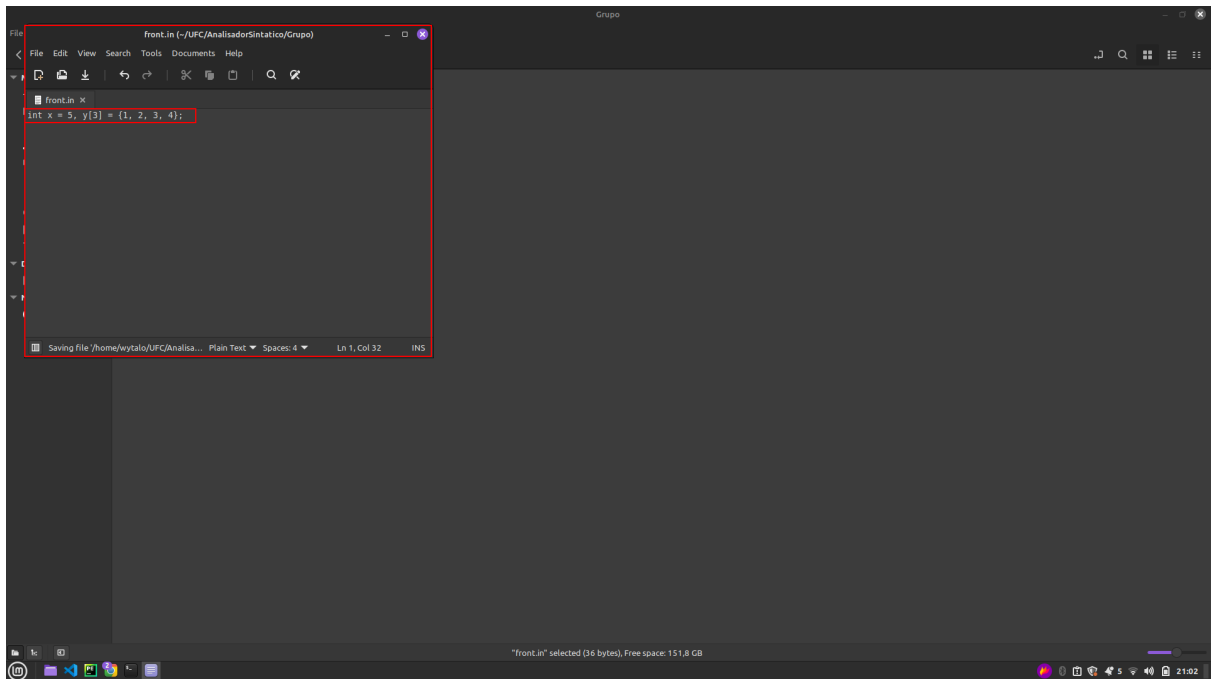 Grupo
File
front.in (~/UFC/AnalisadorSintatico/Grupo)
File Edit View Search Tools Documents Help
front.in
int x = 5, y[3] = {1, 2, 3, 4};
Saving file '/home/wytalo/UFC/Analisa... Plain Text Spaces: 4 Ln 1, Col 32 INS
"front.in" selected (36 bytes), Free space: 151,8 GB
2
5 21:02